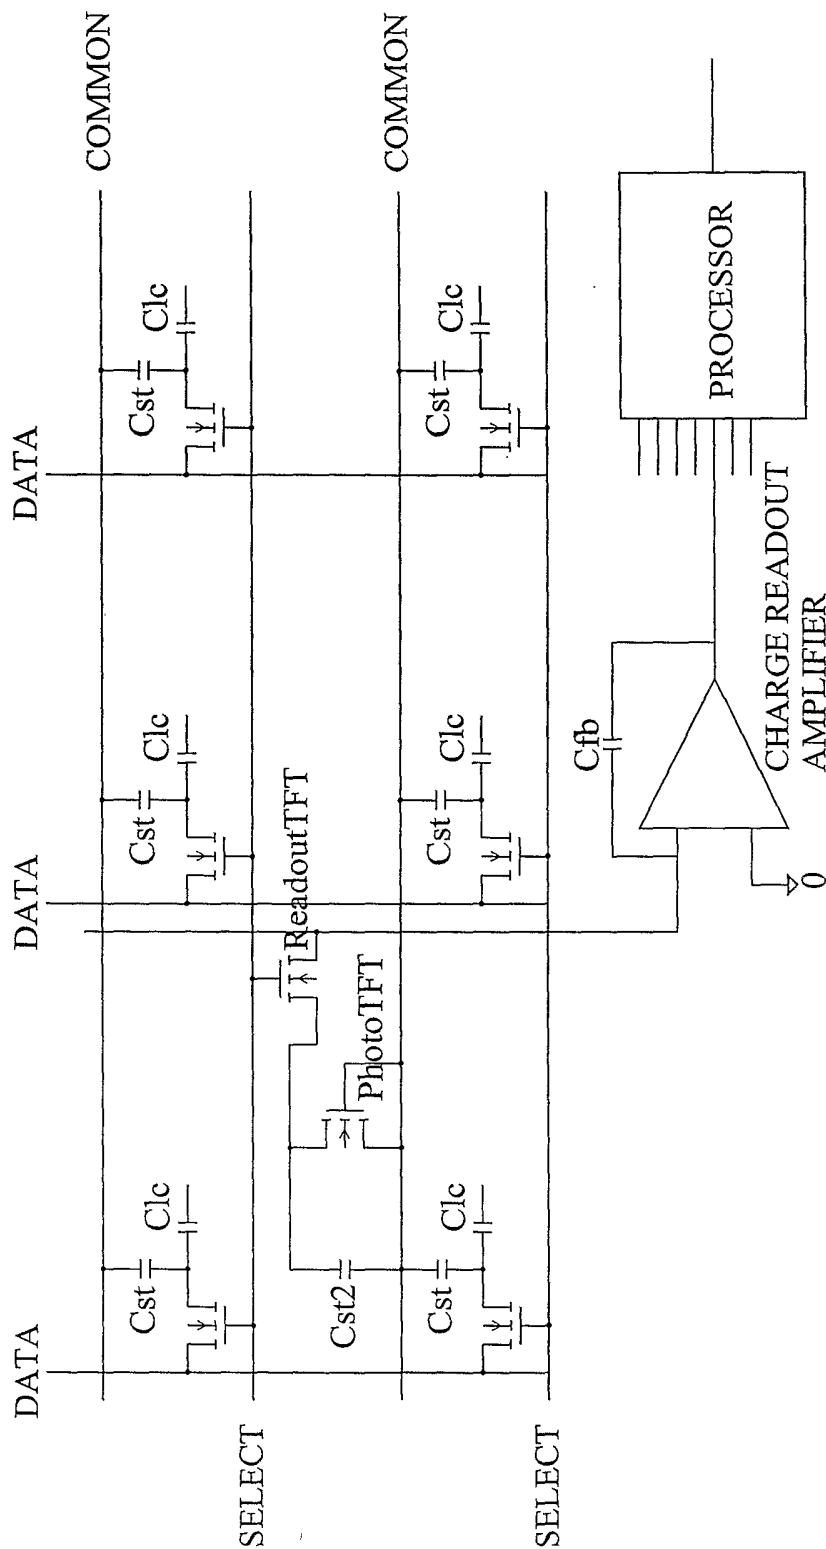 COMMON
COMMON
DATA
DATA
DATA
Cst
Clc
Cst
Clc
Cst
Clc
SELECT
ReadoutTFT
PhotoTFT
Cst2
Cst
Clc
Cst
Clc
Cst
Clc
SELECT
Cfb
0
CHARGE READOUT
AMPLIFIER
PROCESSOR